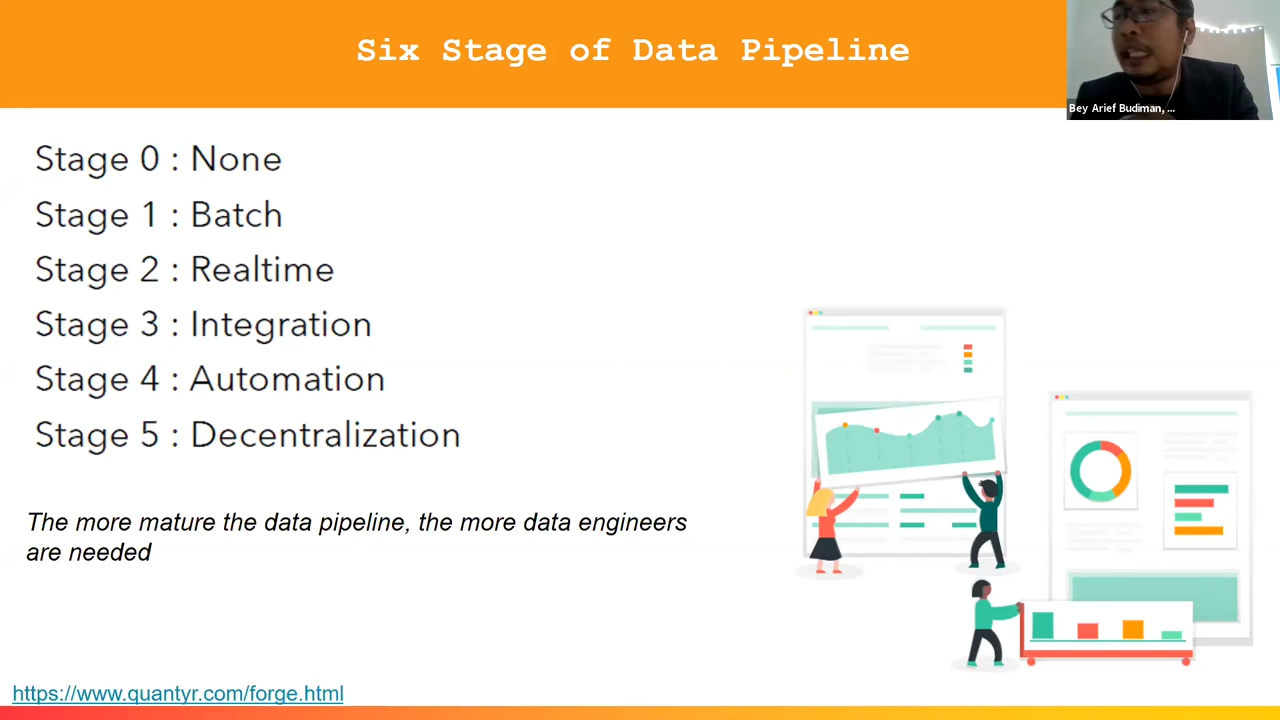 Six Stage of Data Pipeline
Bey Arief Budiman, ...
Stage 0 : None
Stage 1 : Batch
Stage 2 : Realtime
Stage 3 : Integration
Stage 4 : Automation
Stage 5 : Decentralization
The more mature the data pipeline, the more data engineers
are needed
https://www.quantyr.com/forge.html